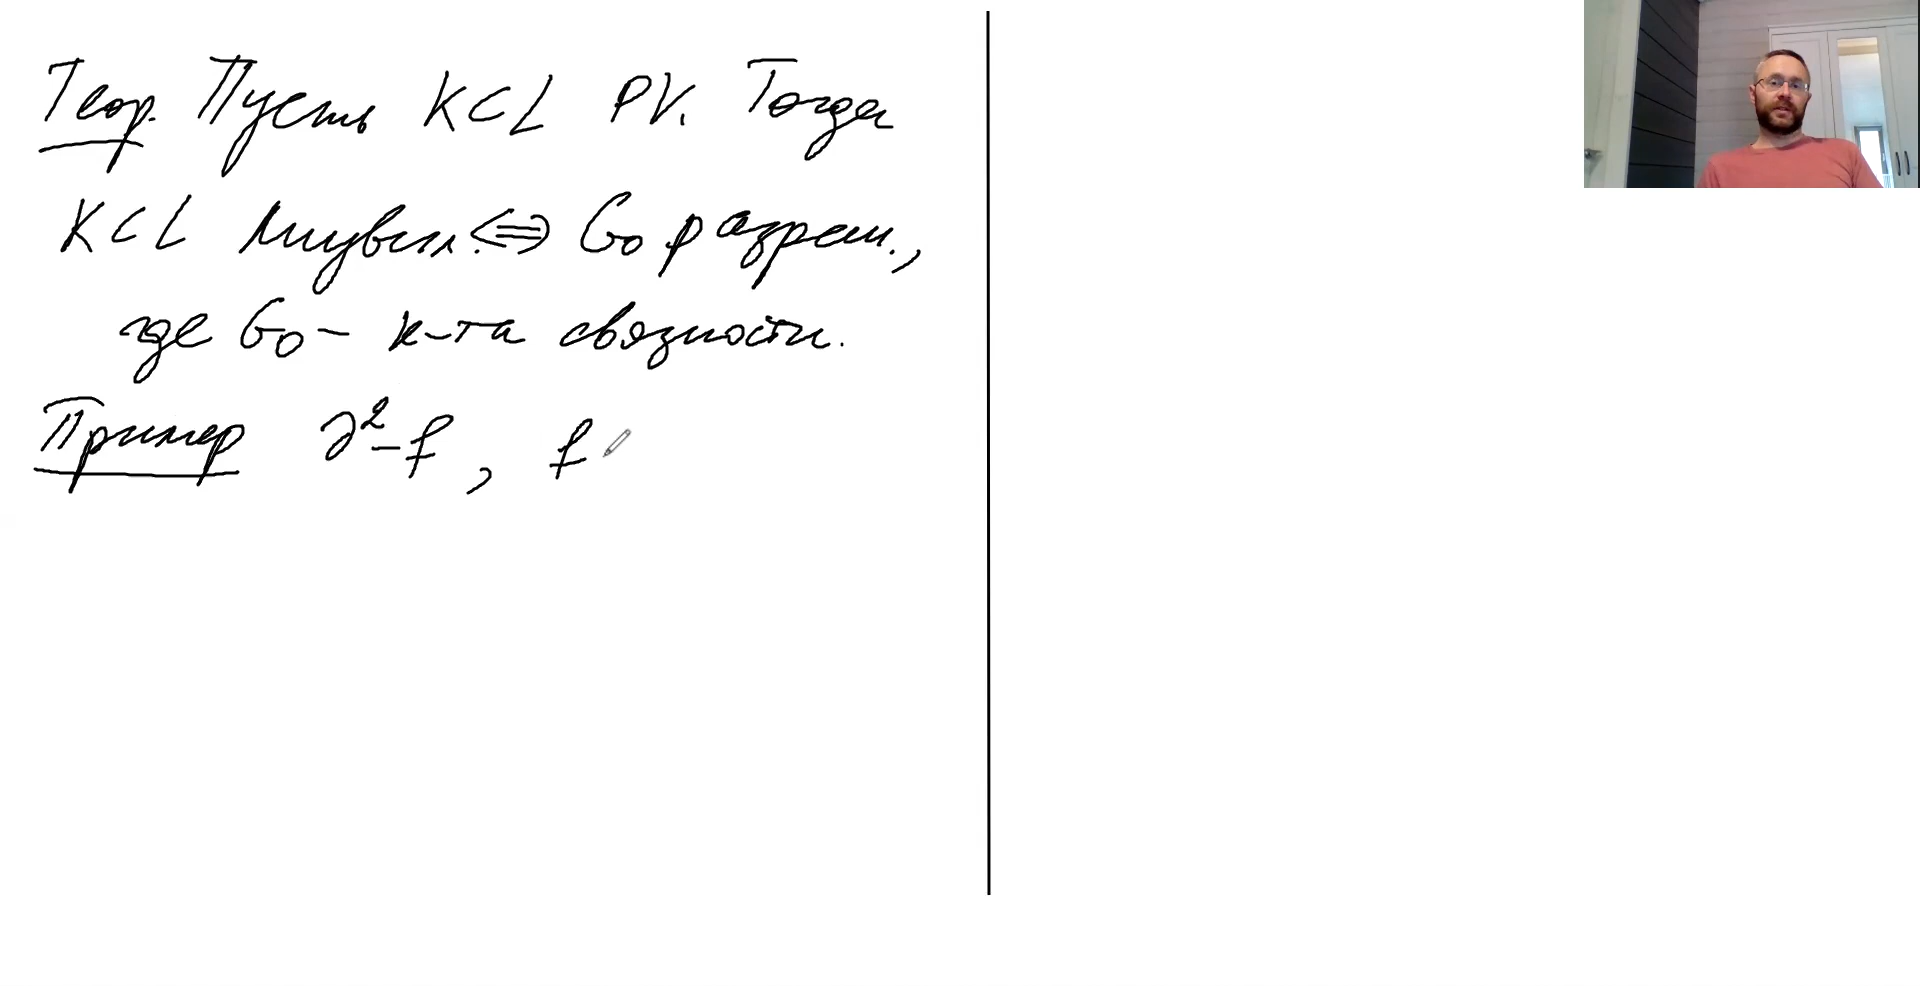 Теор. Пусть K⊂L PV. Тогда
K⊂L лиувилл. ⇔ G₀ разреш.,
где G₀ – к-та связности.
Пример ∂²-f, f